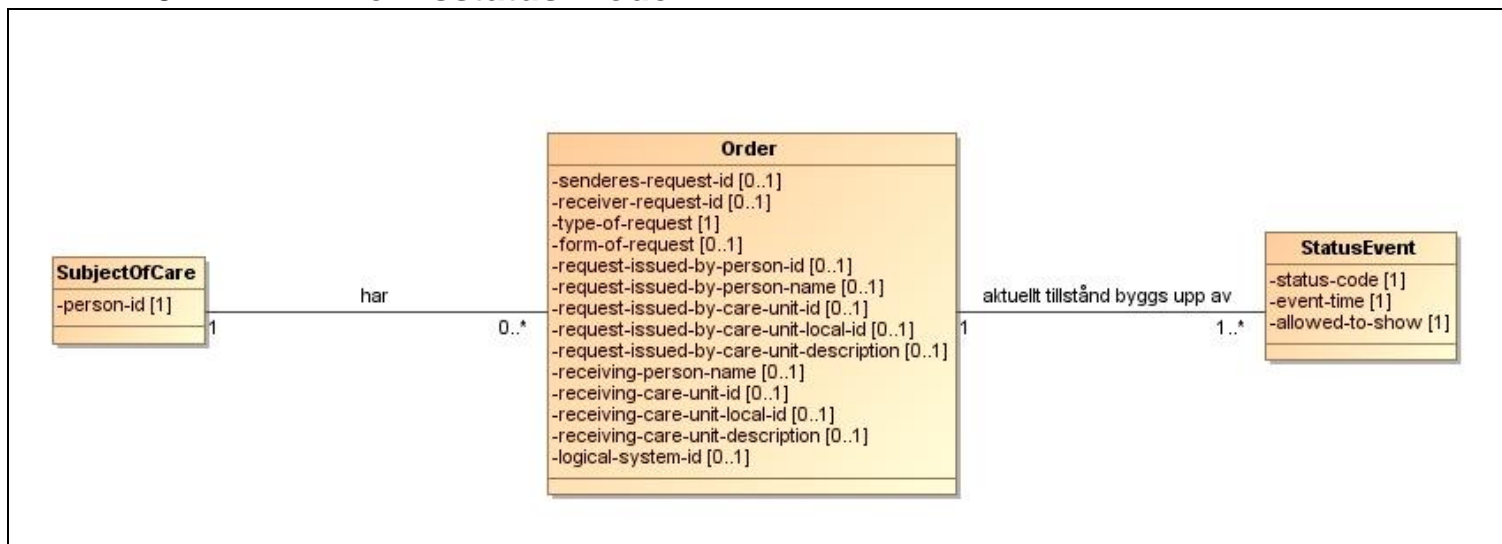 SubjectOfCare
-person-id [1]
har
1
0..*
Order
-senderes-request-id [0..1]
-receiver-request-id [0..1]
-type-of-request [1]
-form-of-request [0..1]
-request-issued-by-person-id [0..1]
-request-issued-by-person-name [0..1]
-request-issued-by-care-unit-id [0..1]
-request-issued-by-care-unit-local-id [0..1]
-request-issued-by-care-unit-description [0..1]
-receiving-person-name [0..1]
-receiving-care-unit-id [0..1]
-receiving-care-unit-local-id [0..1]
-receiving-care-unit-description [0..1]
-logical-system-id [0..1]
aktuellt tillstånd byggs upp av
1
1..*
StatusEvent
-status-code [1]
-event-time [1]
-allowed-to-show [1]